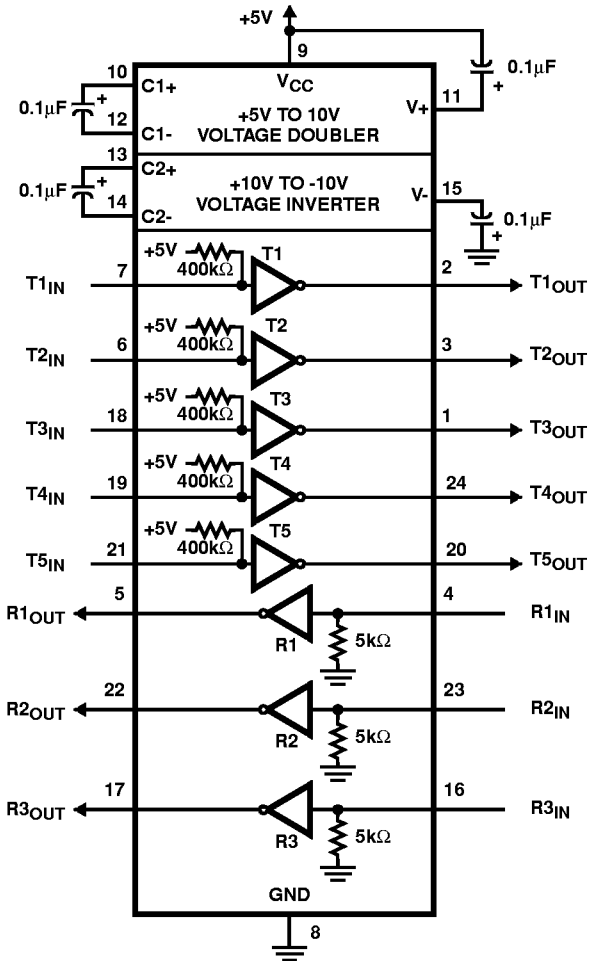 +5V
9
10
C1+
VCC
0.1µF
+
0.1µF
+
11
V+
+5V TO 10V
VOLTAGE DOUBLER
12
C1-
13
C2+
0.1µF
+
+10V TO -10V
VOLTAGE INVERTER
15
V-
14
C2-
0.1µF
+
+5V
400kΩ
T1
T1IN
7
2
T1OUT
+5V
400kΩ
T2
T2IN
6
3
T2OUT
+5V
400kΩ
T3
T3IN
18
1
T3OUT
+5V
400kΩ
T4
T4IN
19
24
T4OUT
+5V
400kΩ
T5
T5IN
21
20
T5OUT
R1OUT
5
4
R1IN
R1
5kΩ
R2OUT
22
23
R2IN
R2
5kΩ
R3OUT
17
16
R3IN
R3
5kΩ
GND
8